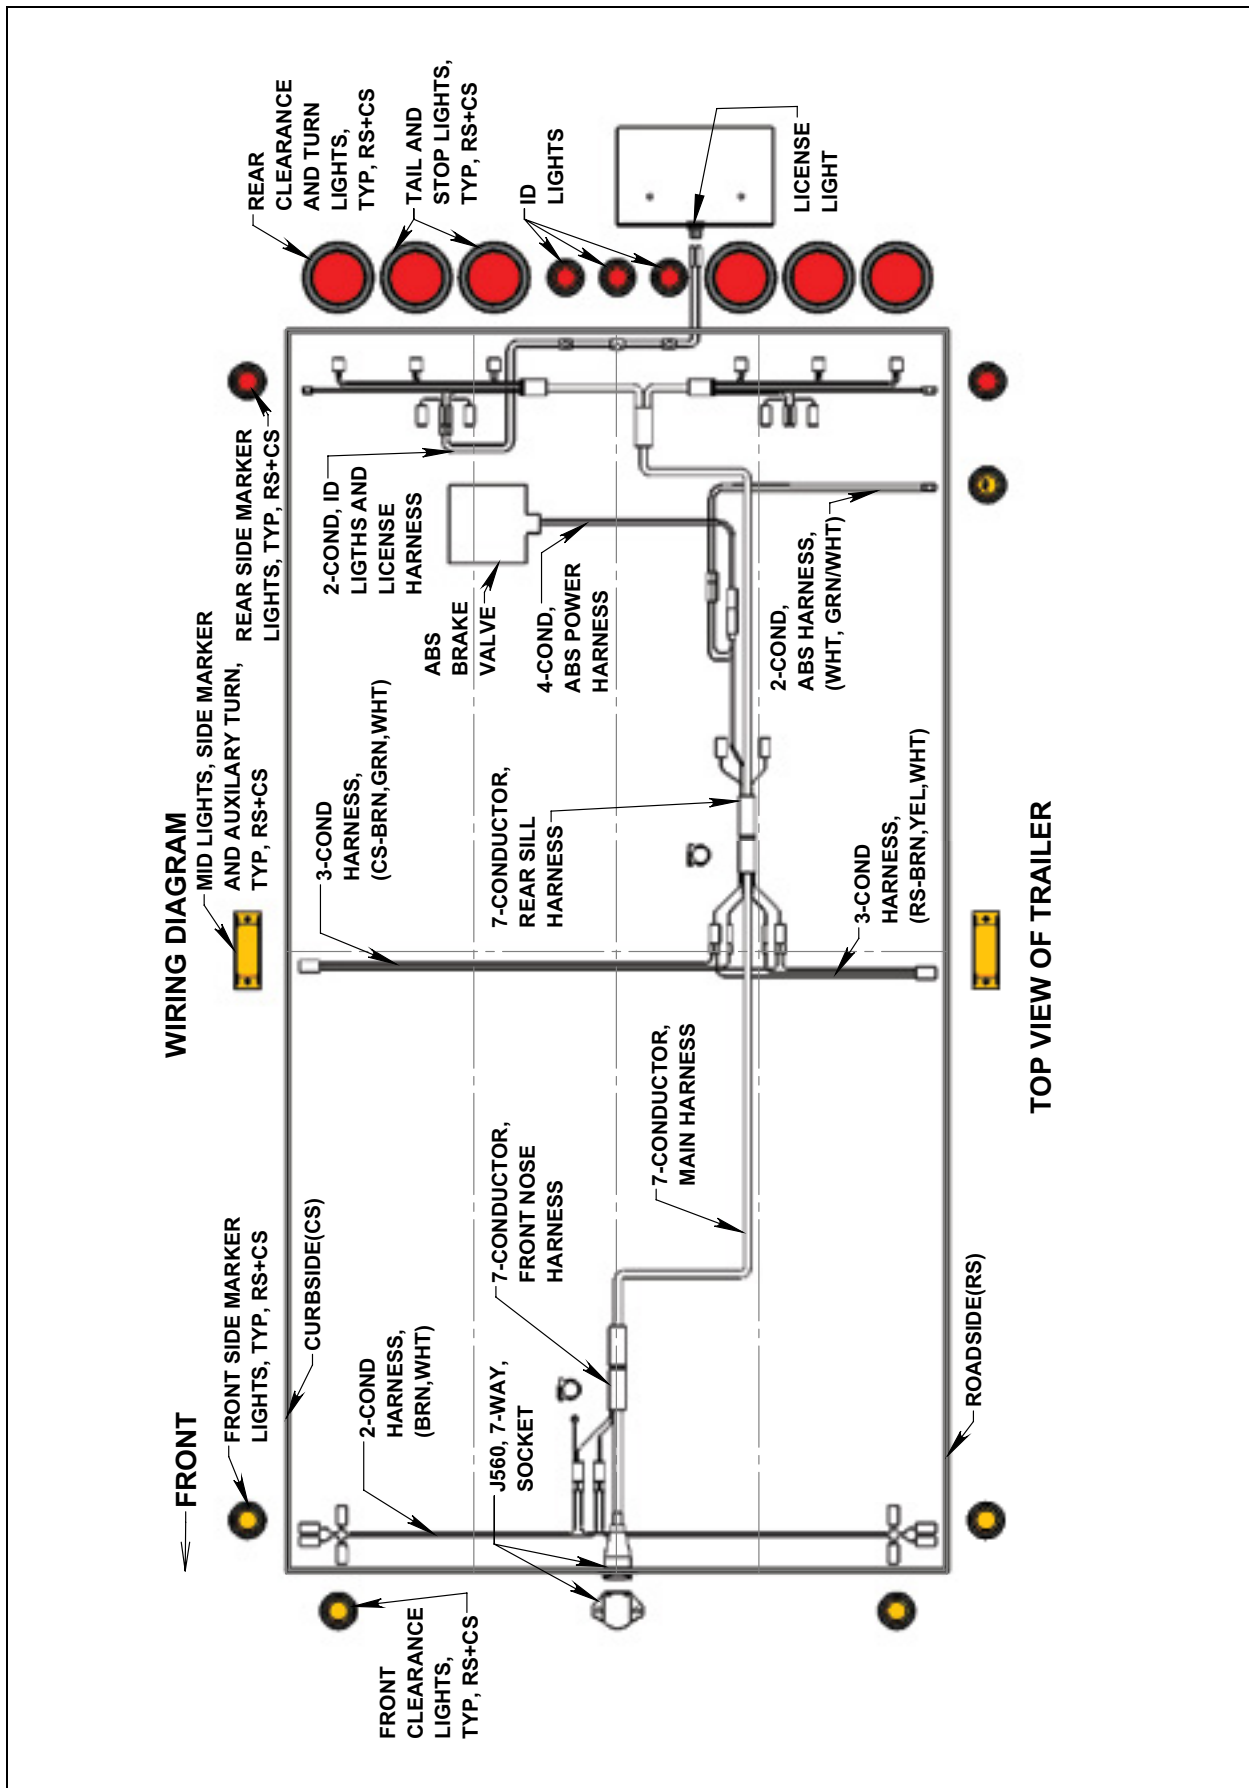 WIRING DIAGRAM
FRONT
FRONT SIDE MARKER
LIGHTS, TYP, RS+CS
CURBSIDE(CS)
MID LIGHTS, SIDE MARKER
AND AUXILARY TURN,
TYP, RS+CS
REAR SIDE MARKER
LIGHTS, TYP, RS+CS
REAR
CLEARANCE
AND TURN
LIGHTS,
TYP, RS+CS
TAIL AND
STOP LIGHTS,
TYP, RS+CS
ID
LIGHTS
LICENSE
LIGHT
FRONT
CLEARANCE
LIGHTS,
TYP, RS+CS
2-COND
HARNESS,
(BRN,WHT)
J560, 7-WAY,
SOCKET
7-CONDUCTOR,
FRONT NOSE
HARNESS
7-CONDUCTOR,
MAIN HARNESS
3-COND
HARNESS,
(CS-BRN,GRN,WHT)
7-CONDUCTOR,
REAR SILL
HARNESS
2-COND, ID
LIGTHS AND
LICENSE
HARNESS
ABS
BRAKE
VALVE
4-COND,
ABS POWER
HARNESS
2-COND,
ABS HARNESS,
(WHT, GRN/WHT)
3-COND
HARNESS,
(RS-BRN,YEL,WHT)
ROADSIDE(RS)
TOP VIEW OF TRAILER